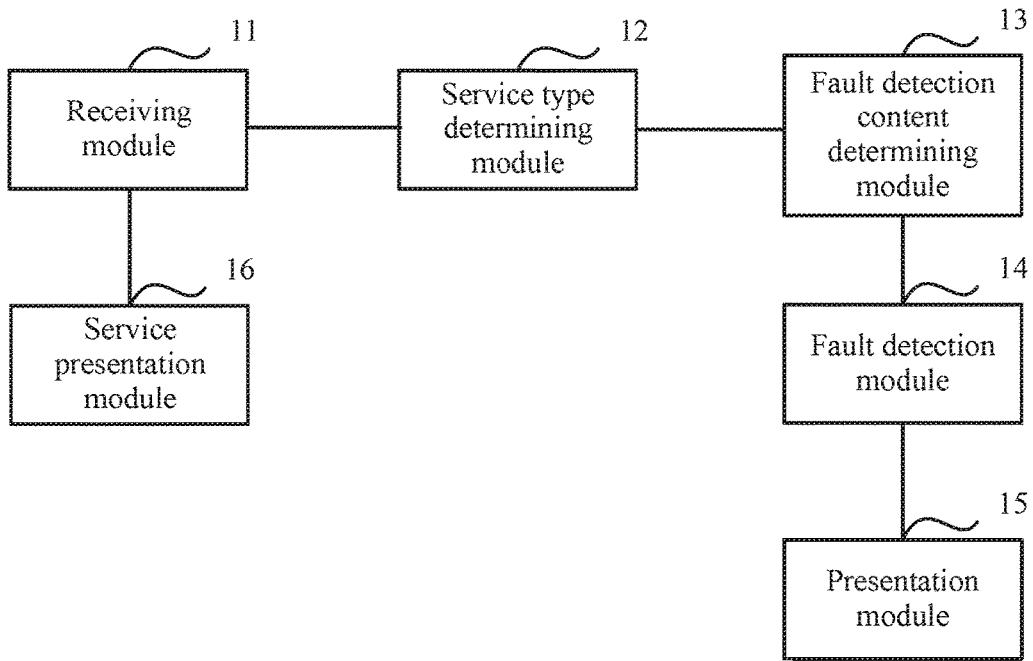 11
Receiving
module
12
Service type
determining
module
13
Fault detection
content
determining
module
16
Service
presentation
module
14
Fault detection
module
15
Presentation
module